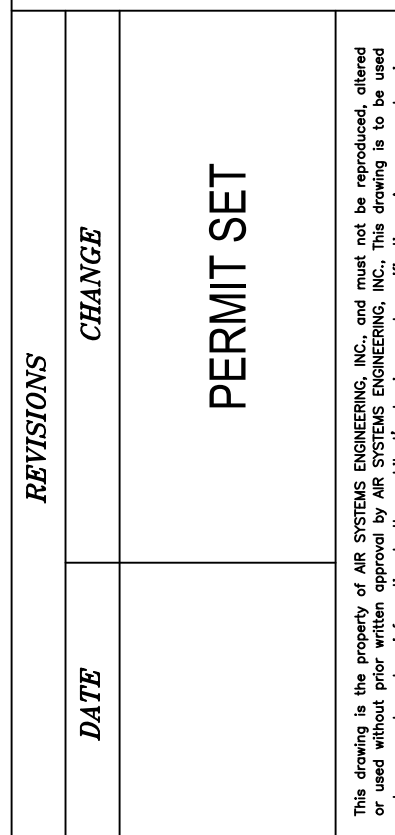 REVISIONS
DATE CHANGE
PERMIT SET
This drawing is the property of AIR SYSTEMS ENGINEERING, INC., and must not be reproduced, altered
or used without prior written approval by AIR SYSTEMS ENGINEERING, INC., This drawing is to be used